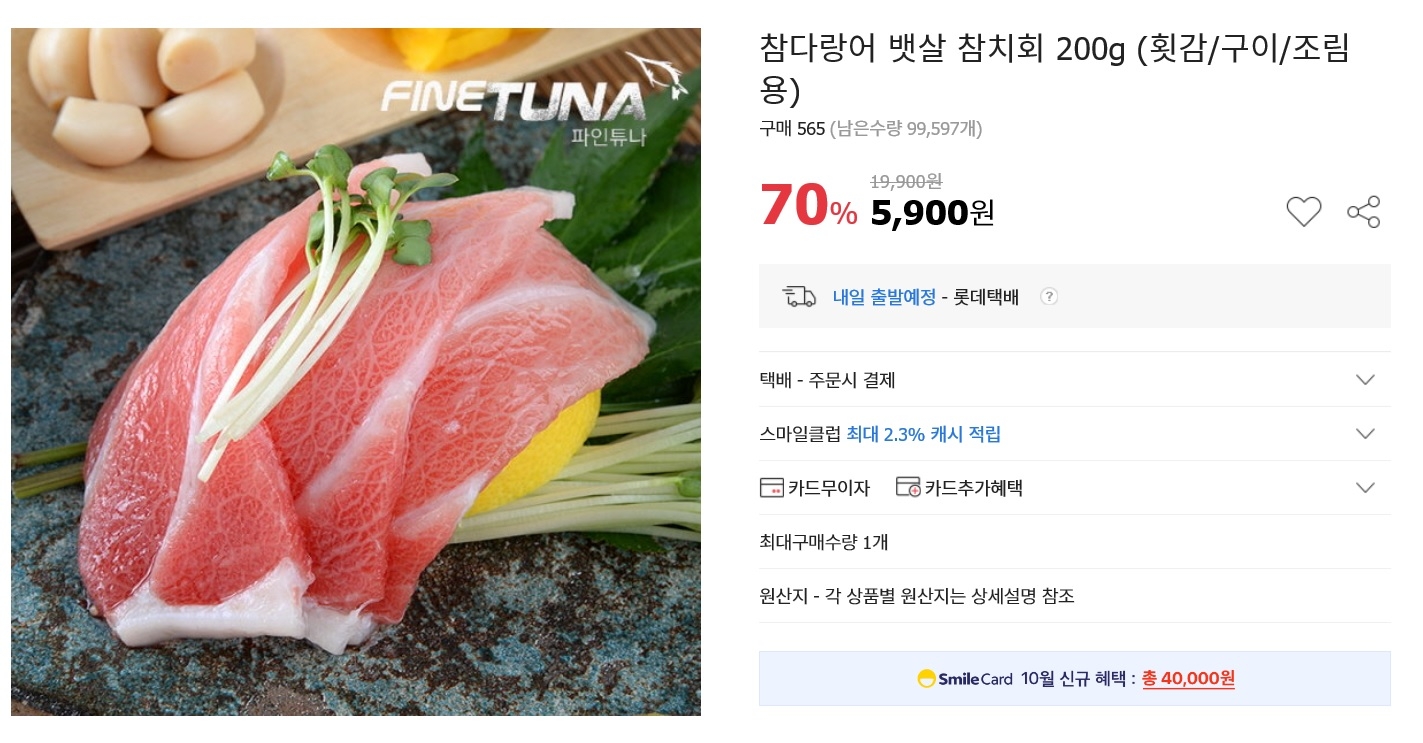 FINETUNA
파인튜나
참다랑어 뱃살 참치회 200g (횟감/구이/조림
용)
구매 565 (남은수량 99,597개)
70%
19,900원
5,900원
내일 출발예정 - 롯데택배 ?
택배 - 주문시 결제
스마일클럽 최대 2.3% 캐시 적립
카드무이자 카드추가혜택
최대구매수량 1개
원산지 - 각 상품별 원산지는 상세설명 참조
SmileCard 10월 신규 혜택 : 총 40,000원